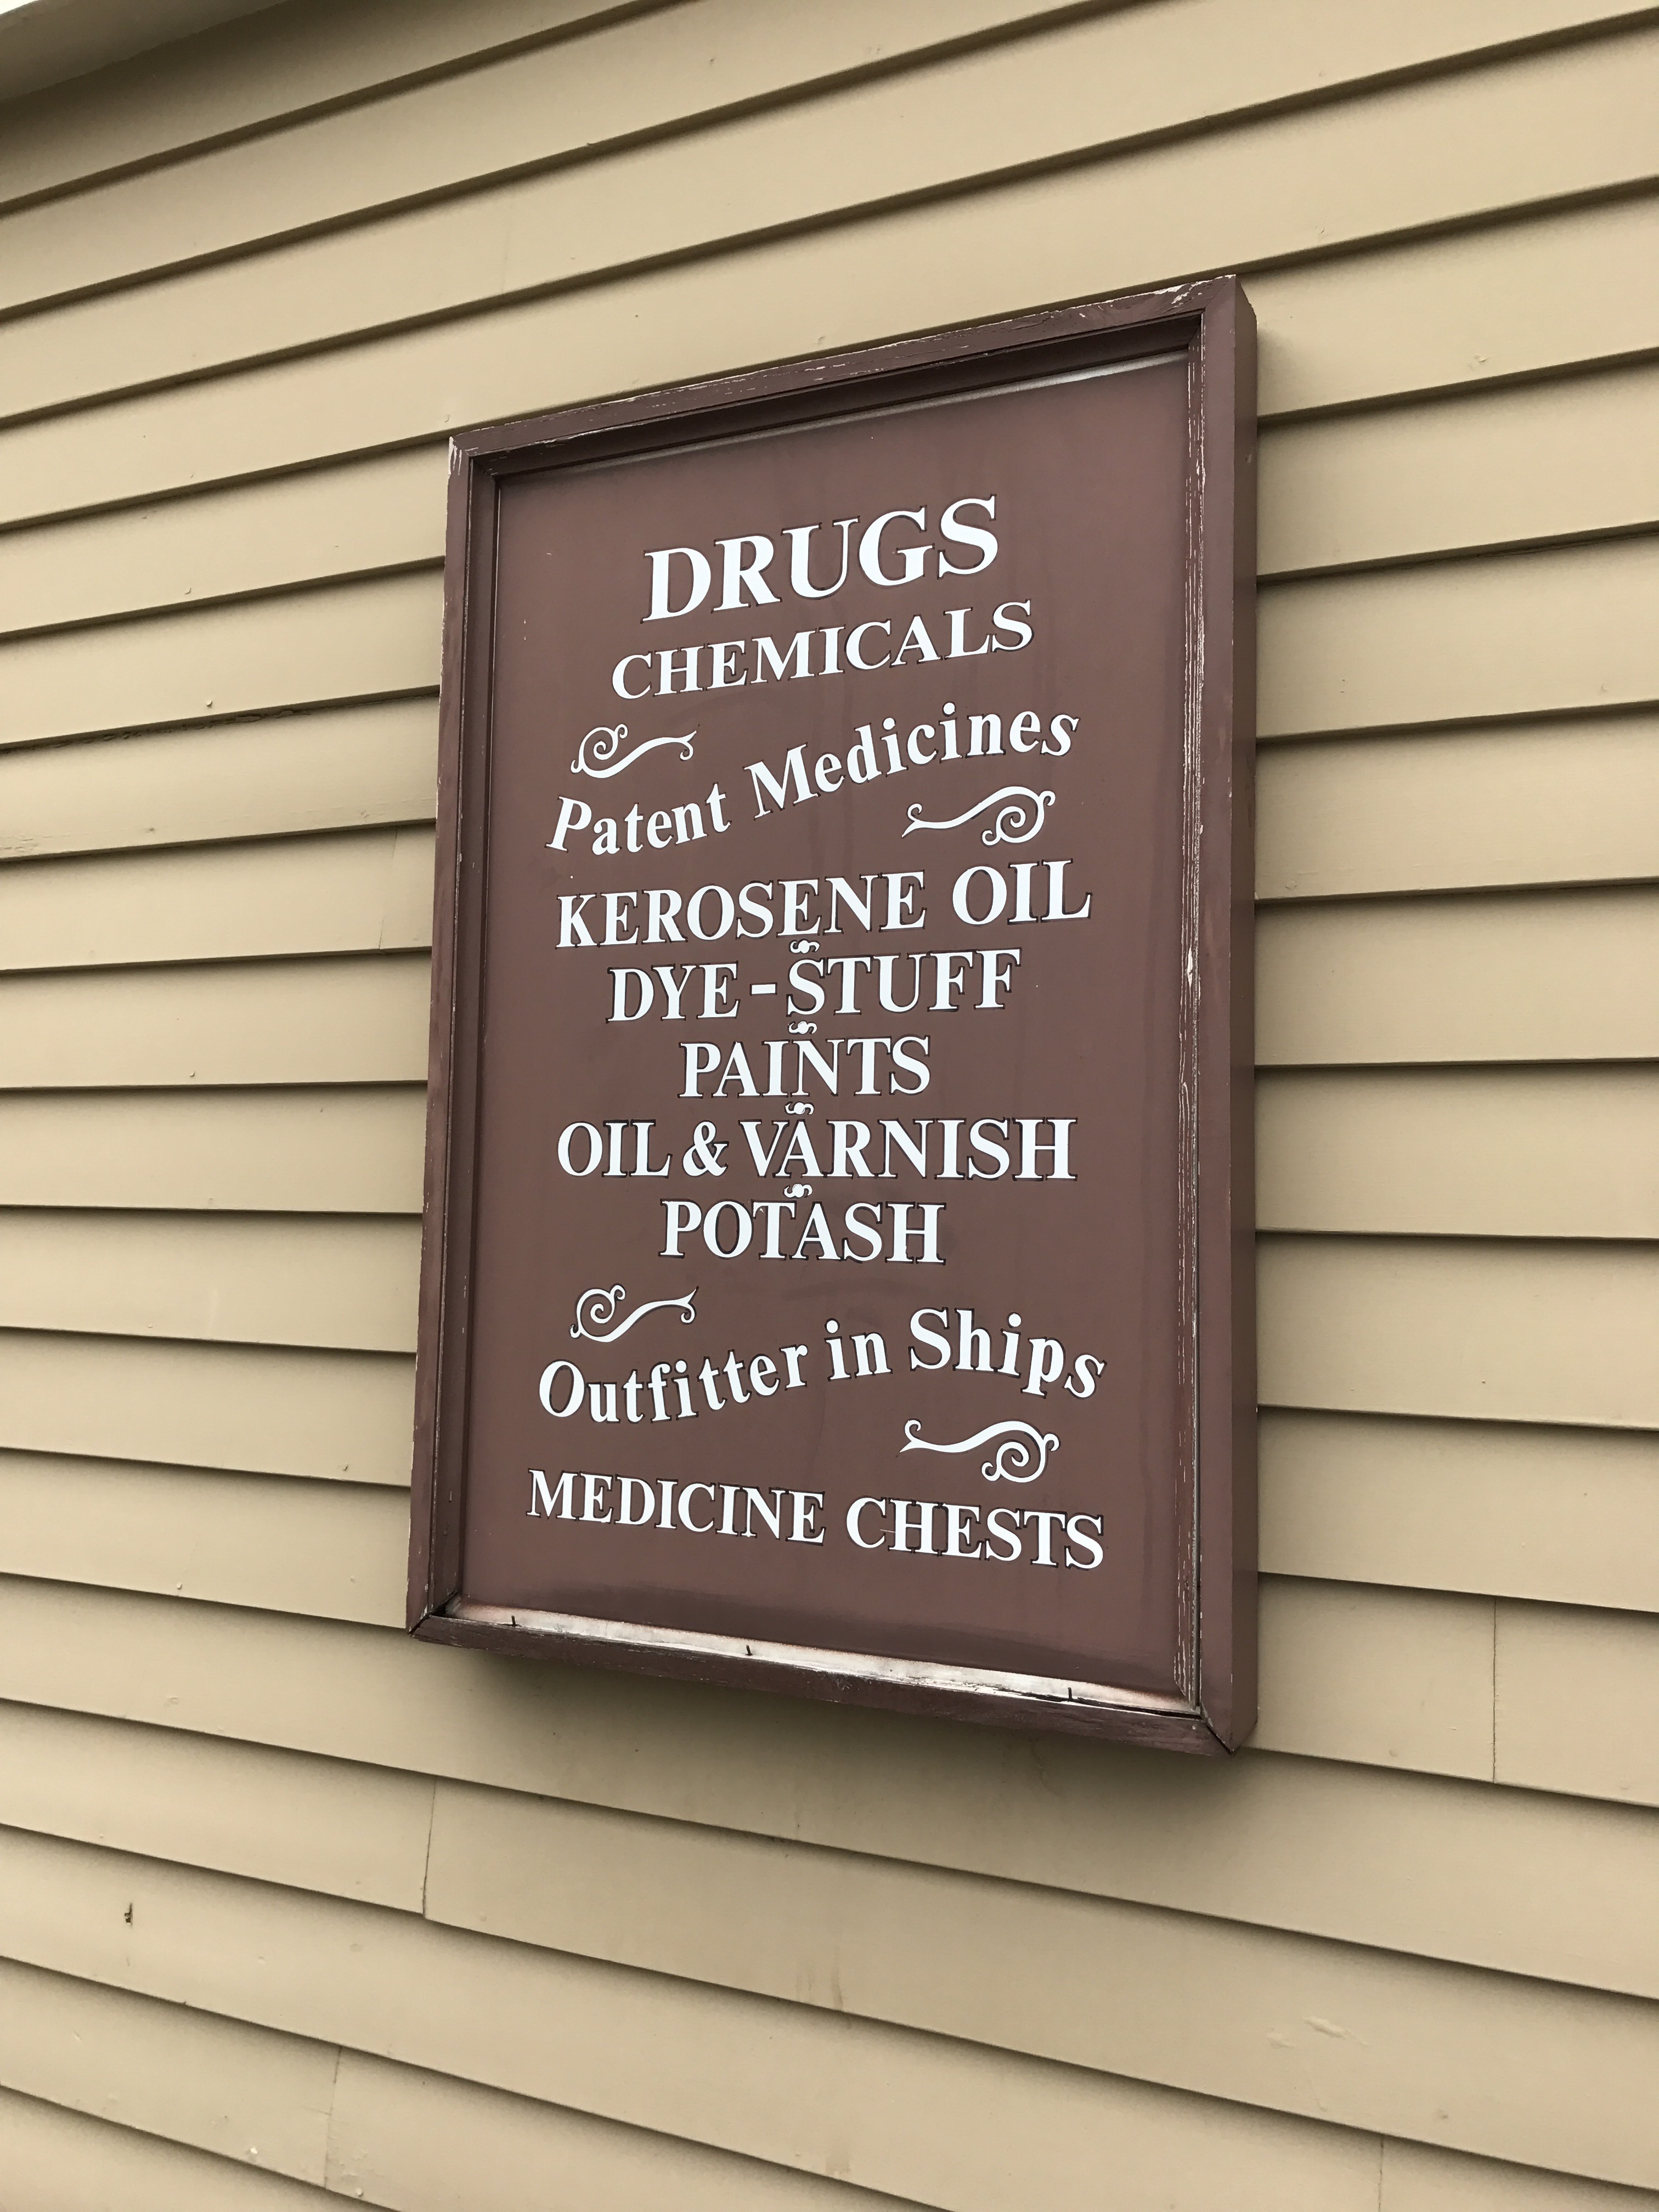 DRUGS
CHEMICALS
Patent Medicines
KEROSENE OIL
DYE-STUFF
PAINTS
OIL & VARNISH
POTASH
Outfitter in Ships
MEDICINE CHESTS